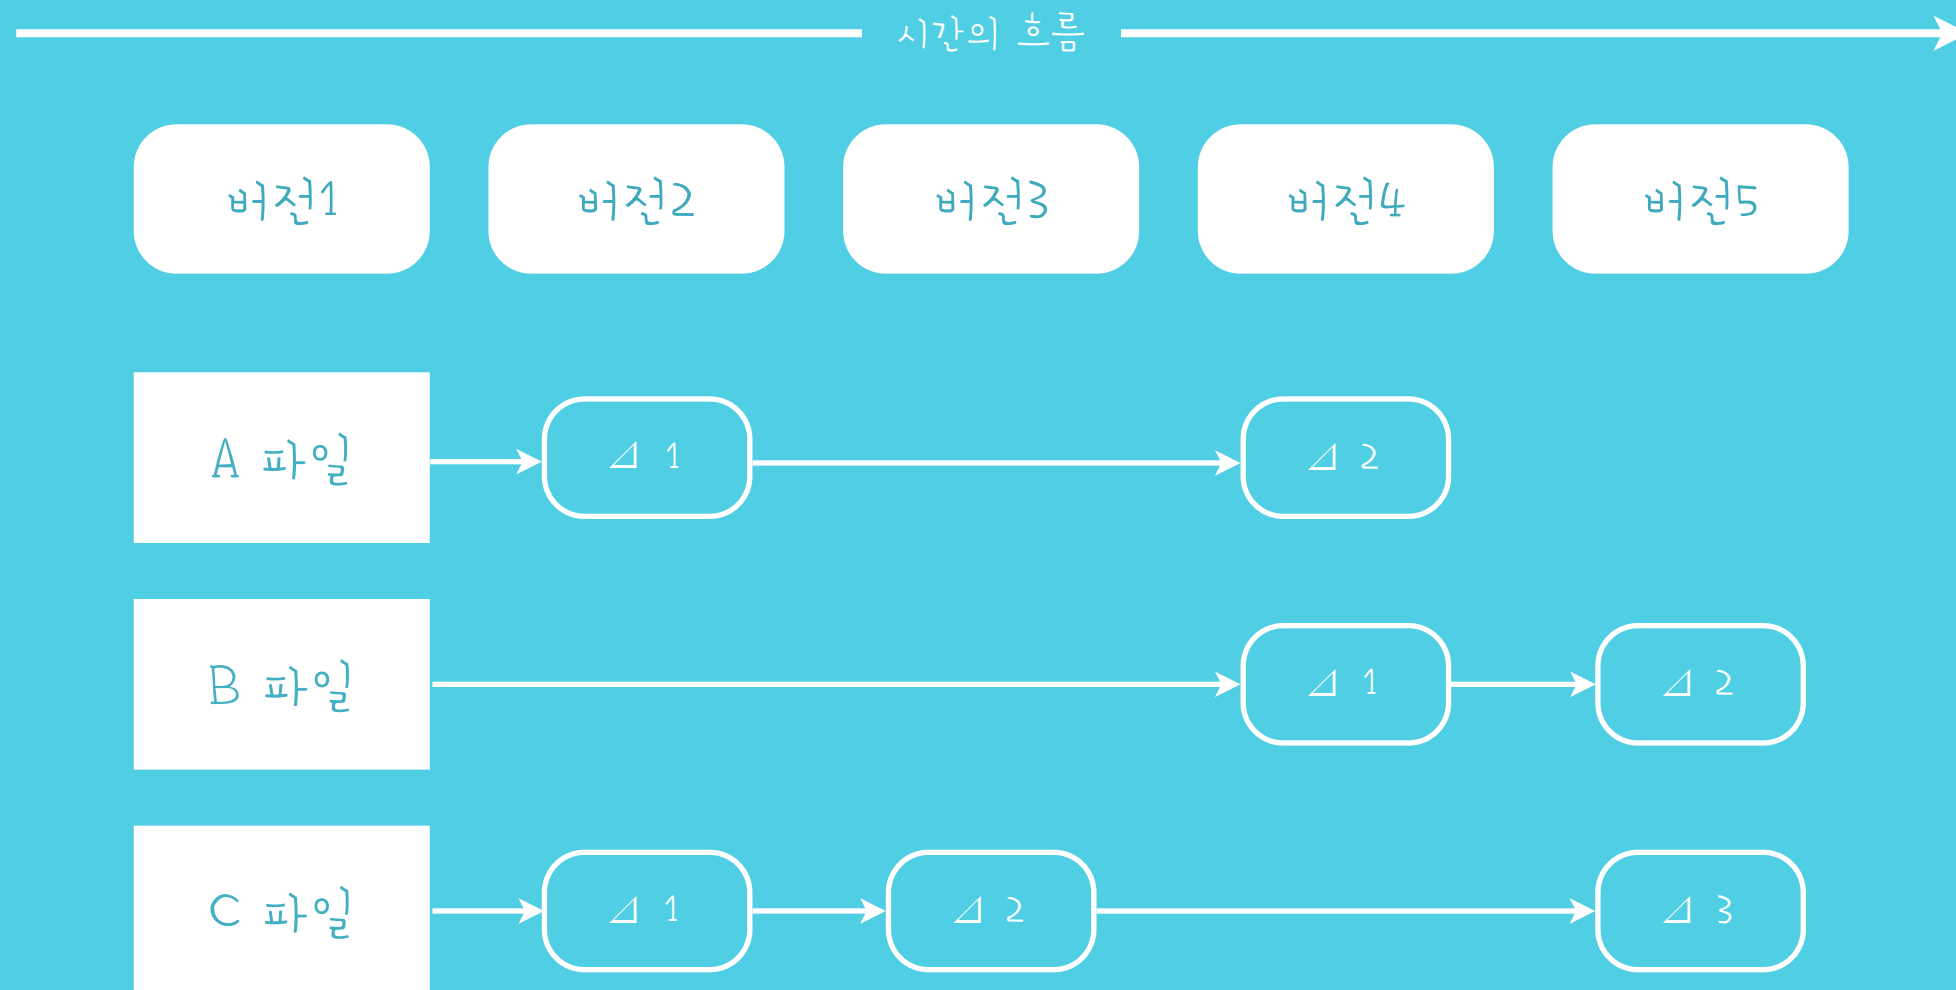 시간의 흐름
버전1 버전2 버전3 버전4 버전5
A 파일 ⊿ 1 ⊿ 2
B 파일 ⊿ 1 ⊿ 2
C 파일 ⊿ 1 ⊿ 2 ⊿ 3